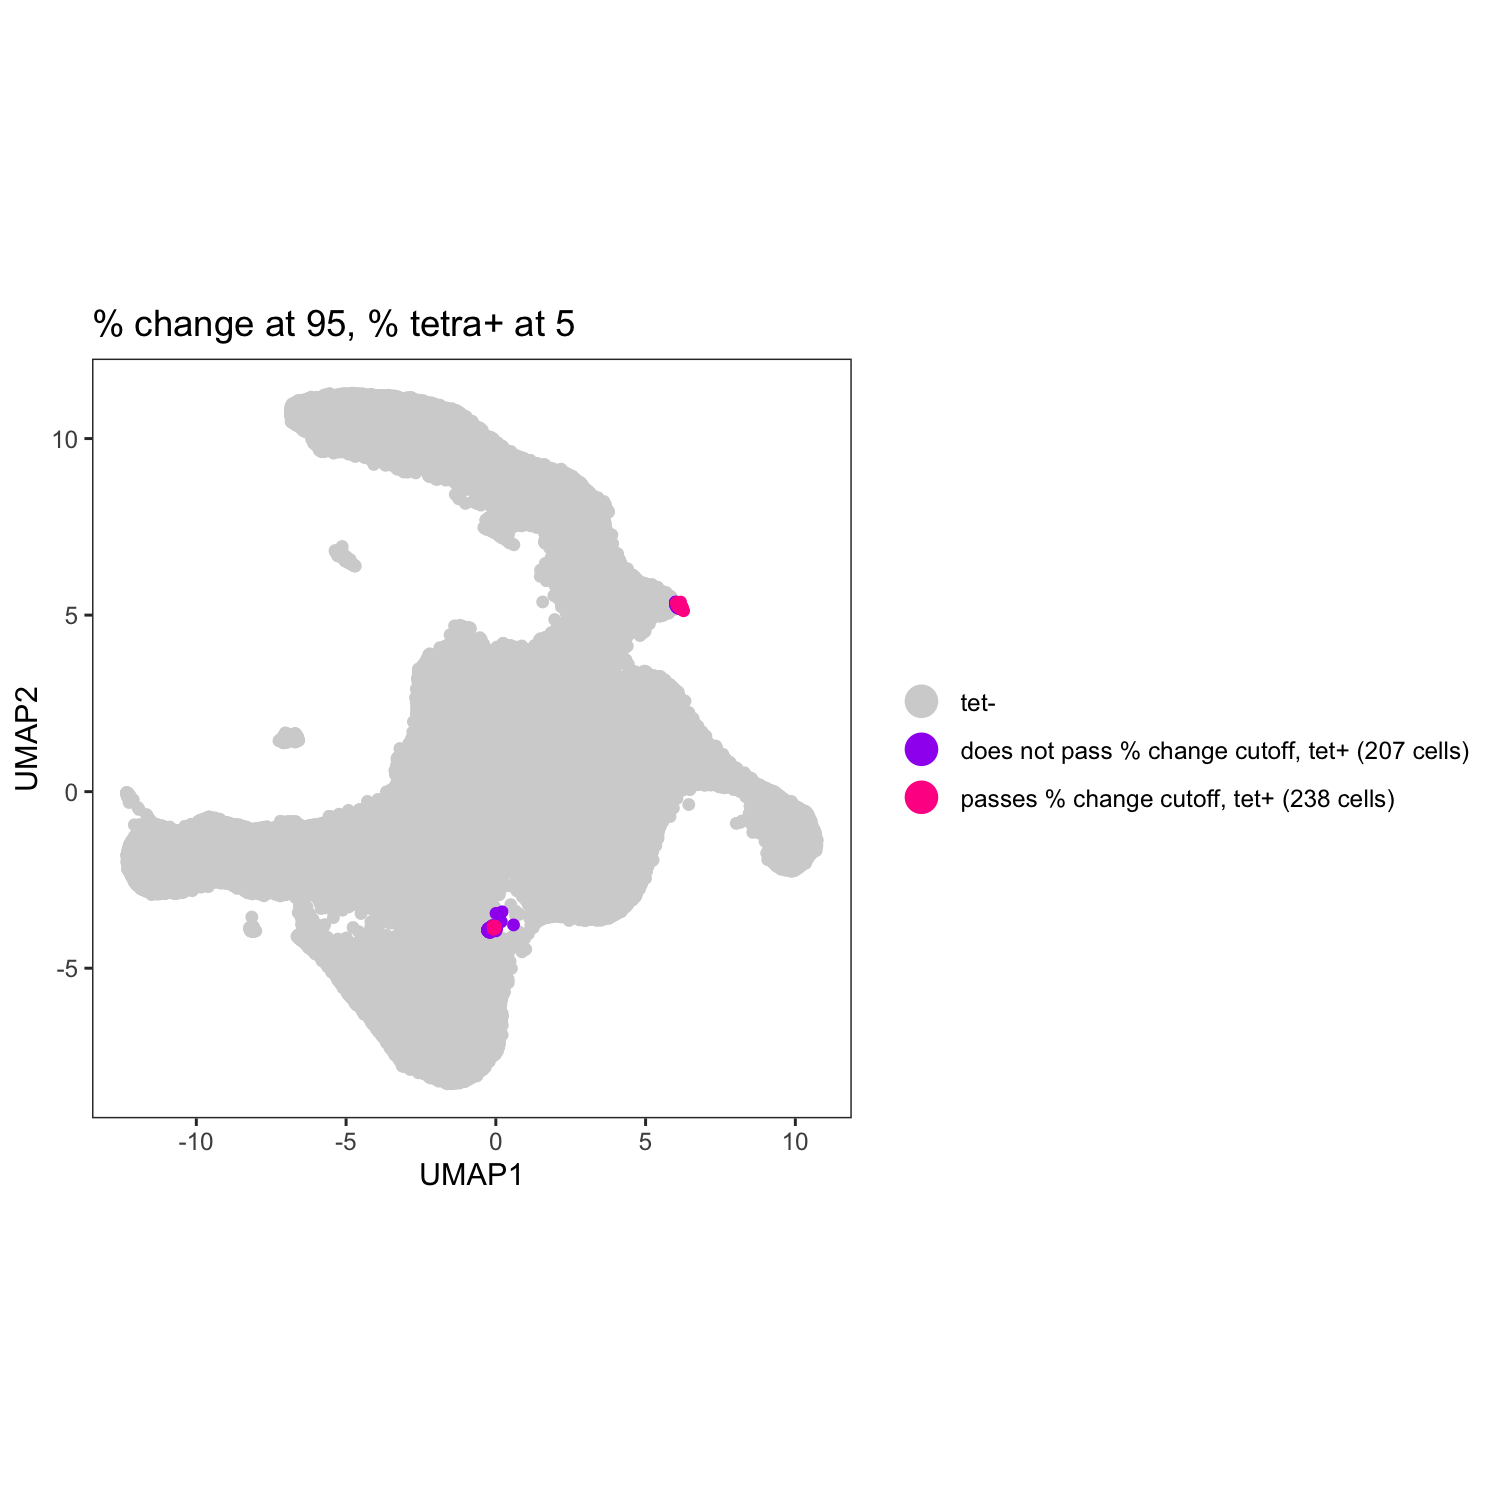 % change at 95, % tetra+ at 5
10
5
0
-5
UMAP2
-10
-5
0
5
10
UMAP1
tet-
does not pass % change cutoff, tet+ (207 cells)
passes % change cutoff, tet+ (238 cells)